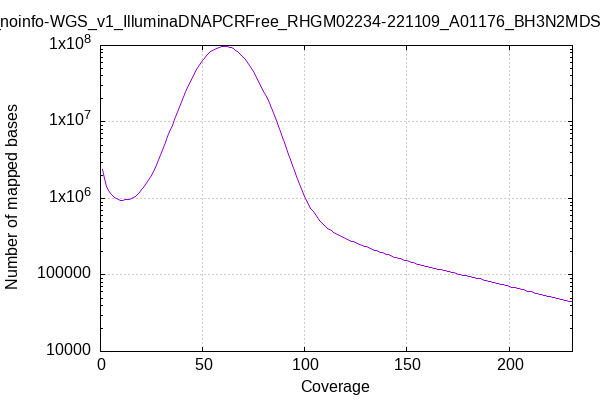 _noinfo-WGS_v1_IlluminaDNAPCRFree_RHGM02234-221109_A01176_BH3N2MDS
Number of mapped bases
1x10^8
1x10^7
1x10^6
100000
10000
0 50 100 150 200
Coverage